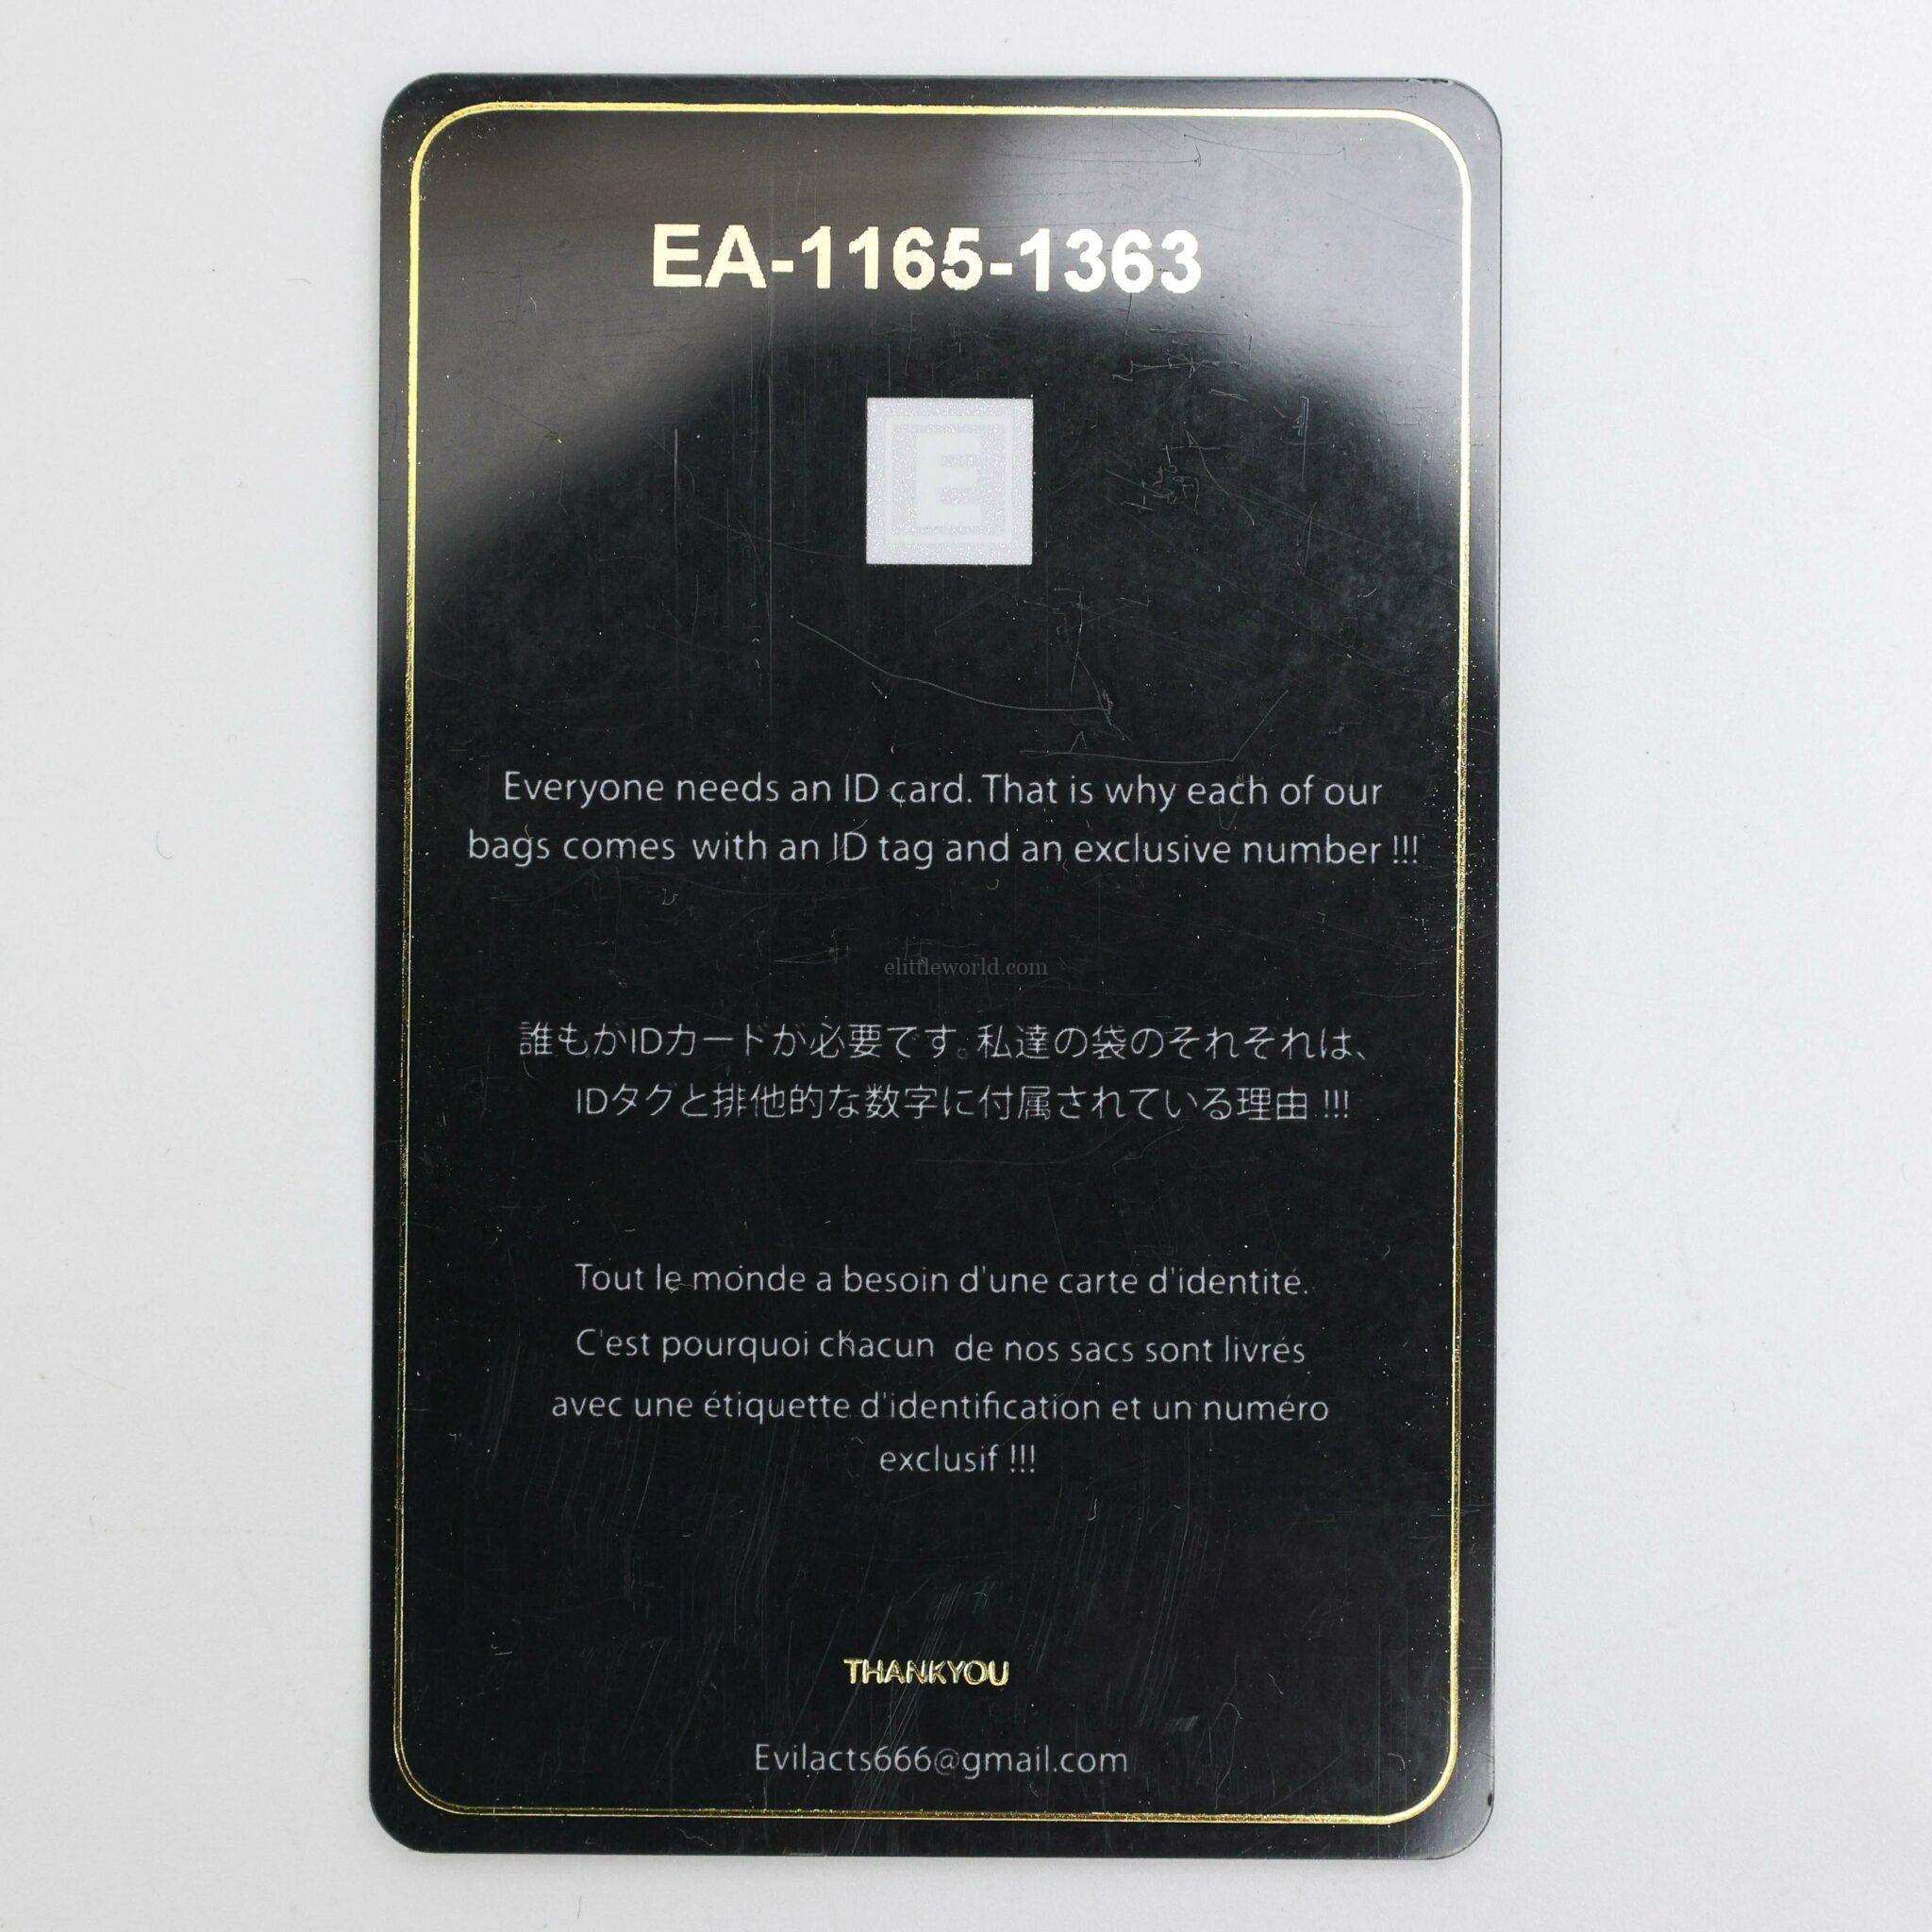 EA-1165-1363
E
Everyone needs an ID card. That is why each of our
bags comes with an ID tag and an exclusive number !!!
elittleworld.com
誰もがIDカードが必要です。私達の袋のそれぞれは、
IDタグと排他的な数字に付属されている理由 !!!
Tout le monde a besoin d'une carte d'identité.
C'est pourquoi chacun de nos sacs sont livrés
avec une étiquette d'identification et un numéro
exclusif !!!
THANKYOU
Evilacts666@gmail.com